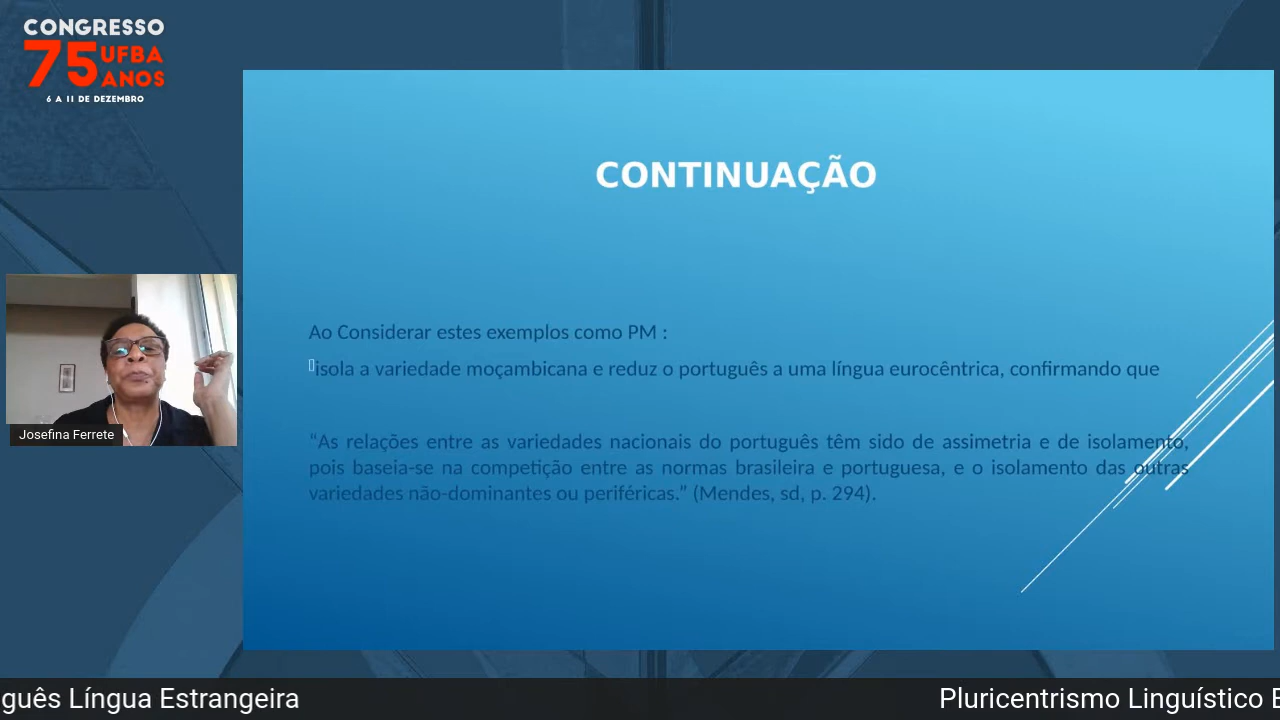 CONGRESSO
75 UFBA
ANOS
6 A 11 DE DEZEMBRO
CONTINUAÇÃO
Ao Considerar estes exemplos como PM :
isola a variedade moçambicana e reduz o português a uma língua eurocêntrica, confirmando que
“As relações entre as variedades nacionais do português têm sido de assimetria e de isolamento,
pois baseia-se na competição entre as normas brasileira e portuguesa, e o isolamento das outras
variedades não-dominantes ou periféricas.” (Mendes, sd, p. 294).
Josefina Ferrete
guês Língua Estrangeira
Pluricentrismo Linguístico E